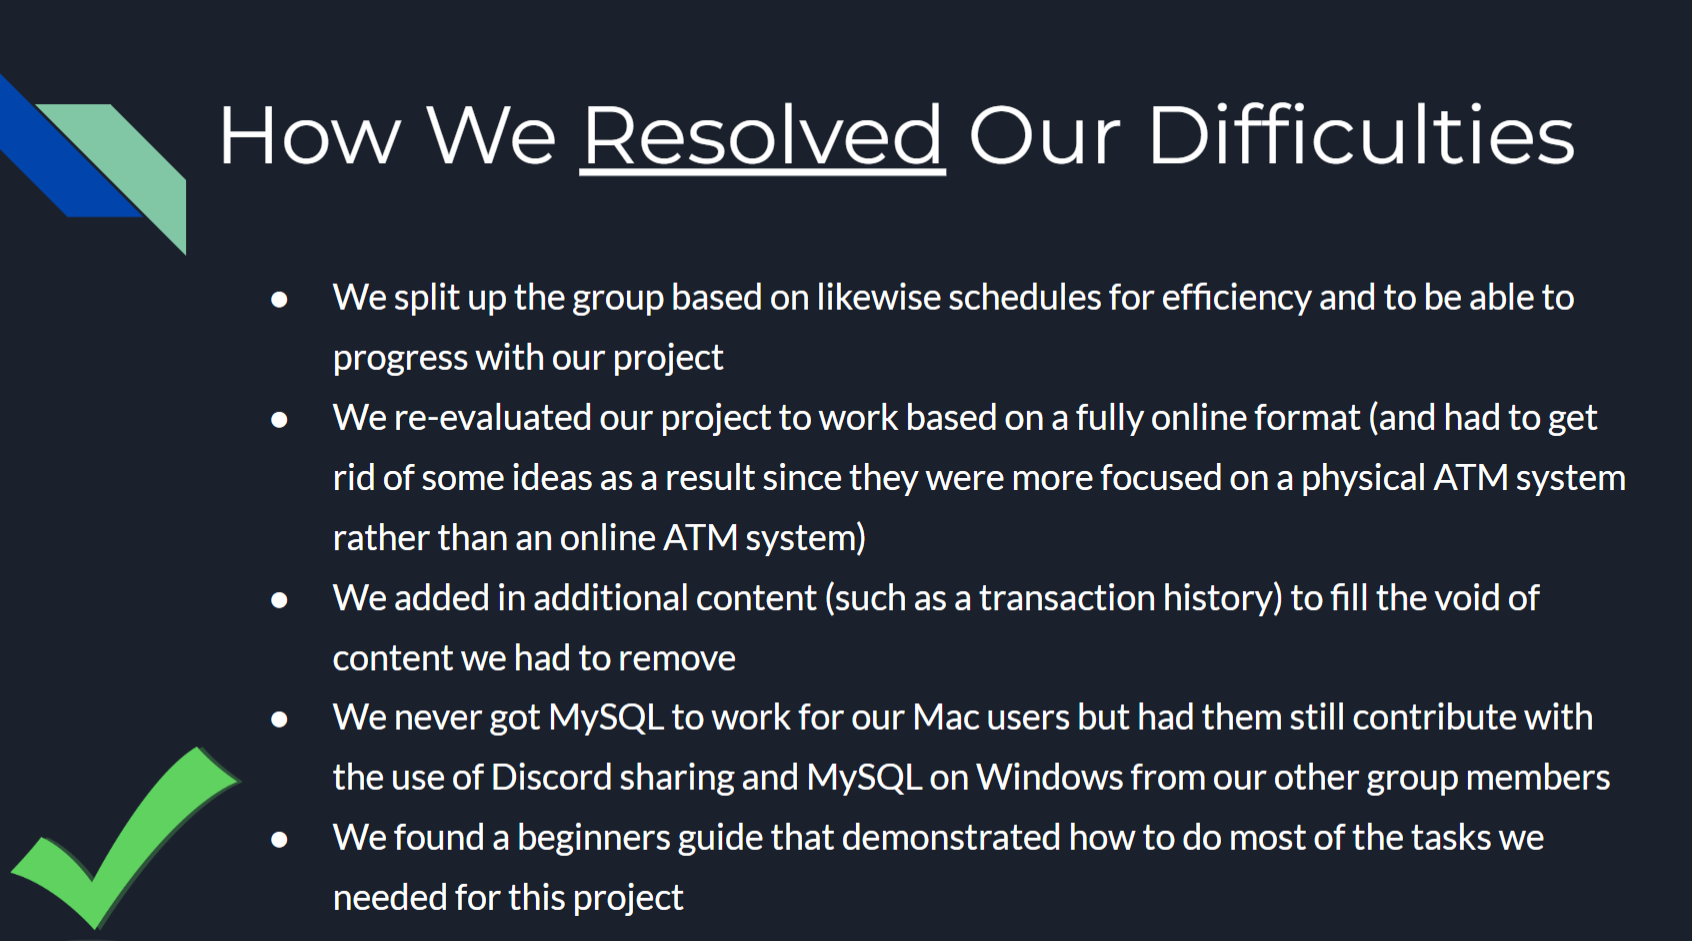 How We Resolved Our Difficulties
● We split up the group based on likewise schedules for efficiency and to be able to
progress with our project
● We re-evaluated our project to work based on a fully online format (and had to get
rid of some ideas as a result since they were more focused on a physical ATM system
rather than an online ATM system)
● We added in additional content (such as a transaction history) to fill the void of
content we had to remove
● We never got MySQL to work for our Mac users but had them still contribute with
the use of Discord sharing and MySQL on Windows from our other group members
● We found a beginners guide that demonstrated how to do most of the tasks we
needed for this project